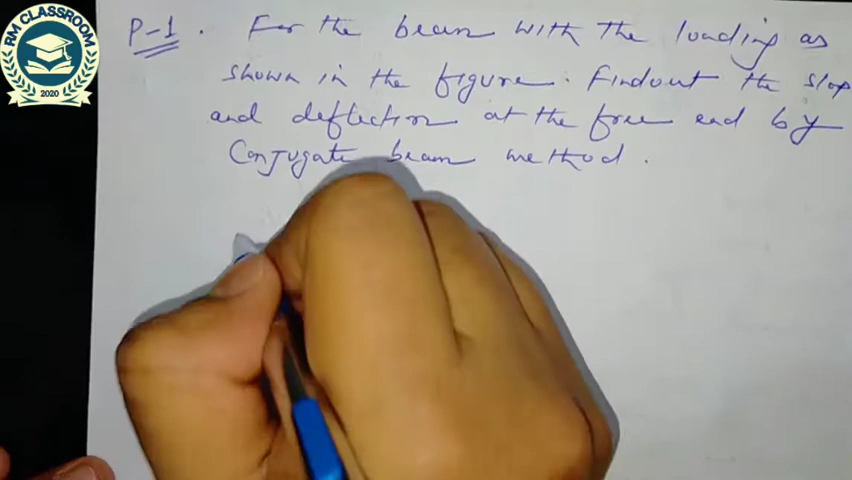 RM CLASSROOM
2020
P-1. For the beam with the loading as
shown in the figure. Findout the slop
and deflection at the free end by
Conjugate beam method.